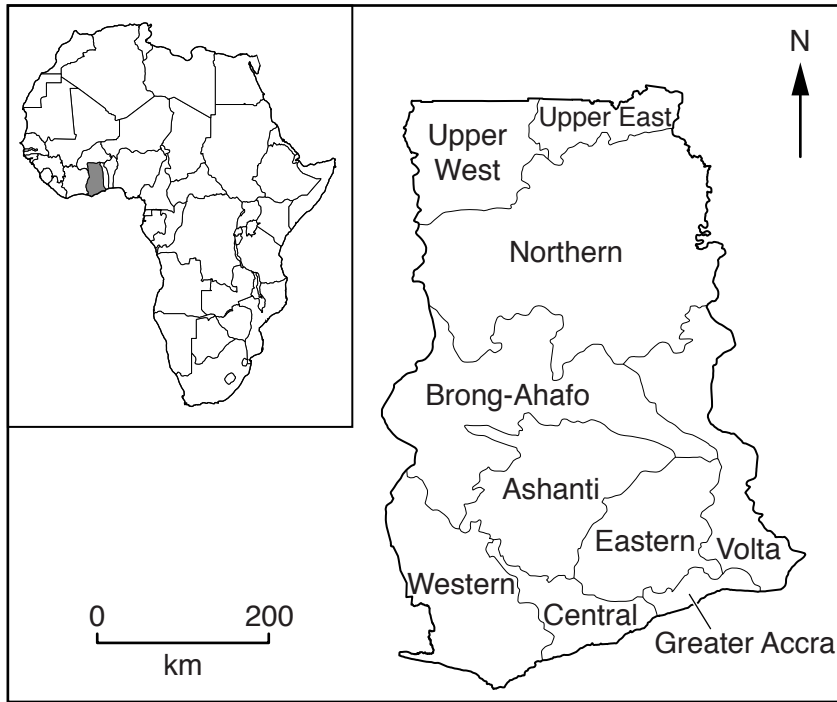 N
Upper East
Upper
West
Northern
Brong-Ahafo
Ashanti
Eastern
Volta
Western
Central
Greater Accra
0 200
km